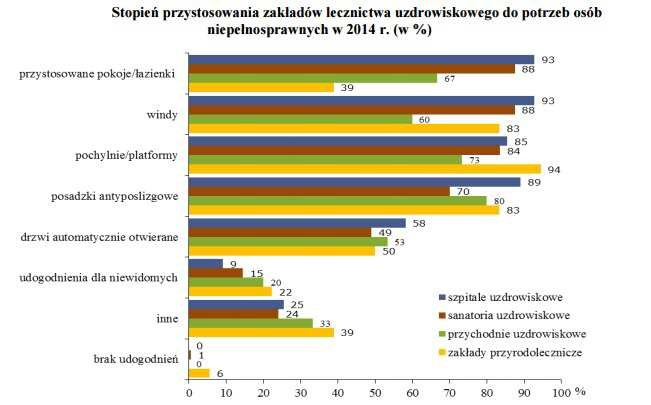 Stopień przystosowania zakładów lecznictwa uzdrowiskowego do potrzeb osób
niepełnosprawnych w 2014 r. (w %)
przystosowane pokoje/łazienki
93
88
67
39
windy
93
88
60
83
pochylnie/platformy
85
84
73
94
posadzki antyposlizgowe
89
70
80
83
drzwi automatycznie otwierane
58
49
53
50
udogodnienia dla niewidomych
9
15
20
22
inne
25
24
33
39
brak udogodnień
0
1
0
6
szpitale uzdrowiskowe
sanatoria uzdrowiskowe
przychodnie uzdrowiskowe
zakłady przyrodolecznicze
0 10 20 30 40 50 60 70 80 90 100 %